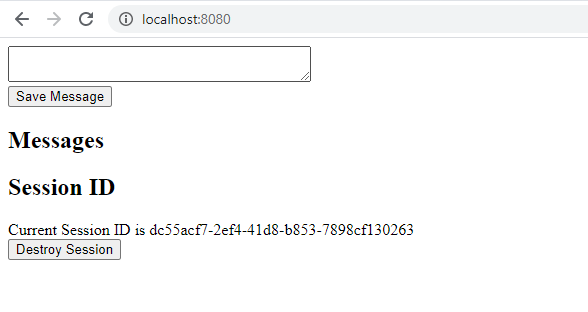 localhost:8080
Save Message
Messages
Session ID
Current Session ID is dc55acf7-2ef4-41d8-b853-7898cf130263
Destroy Session